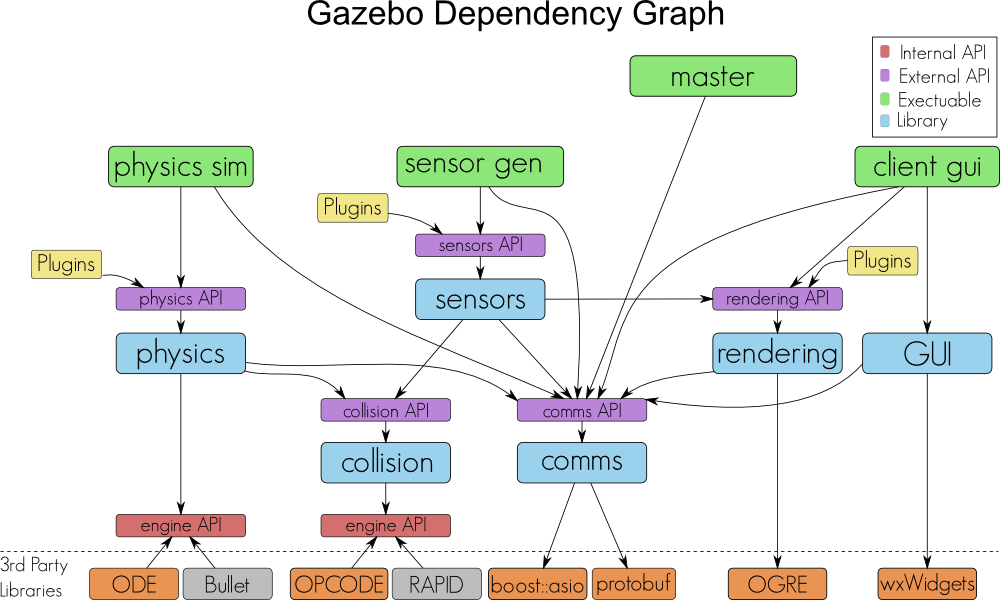 Gazebo Dependency Graph
Internal API
External API
Exectuable
Library
master
physics sim
sensor gen
client gui
Plugins
sensors API
Plugins
Plugins
physics API
sensors
rendering API
physics
rendering
GUI
collision API
comms API
collision
comms
engine API
engine API
3rd Party
Libraries
ODE
Bullet
OPCODE
RAPID
boost::asio
protobuf
OGRE
wxWidgets